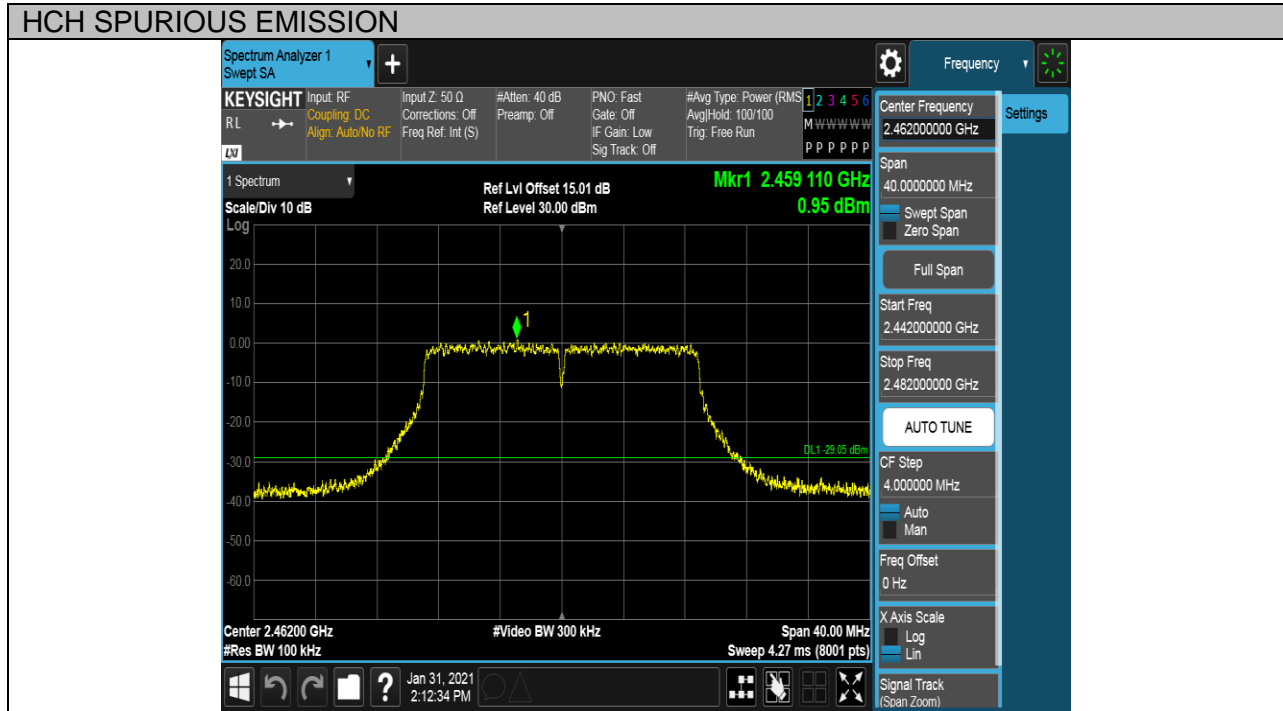 HCH SPURIOUS EMISSION
Spectrum Analyzer 1
Swept SA
+
Frequency
KEYSIGHT
RL
LXI
Input: RF
Coupling: DC
Align: Auto/No RF
Input Z: 50 Ω
Corrections: Off
Freq Ref: Int (S)
#Atten: 40 dB
Preamp: Off
PNO: Fast
Gate: Off
IF Gain: Low
Sig Track: Off
#Avg Type: Power (RMS
Avg|Hold: 100/100
Trig: Free Run
1 2 3 4 5 6
M W W W W W
P P P P P P
1 Spectrum
Scale/Div 10 dB
Log
Ref Lvl Offset 15.01 dB
Ref Level 30.00 dBm
Mkr1 2.459 110 GHz
0.95 dBm
20.0
10.0
1
0.00
-10.0
-20.0
DL1 -29.05 dBm
-30.0
-40.0
-50.0
-60.0
Center 2.46200 GHz
#Res BW 100 kHz
#Video BW 300 kHz
Span 40.00 MHz
Sweep 4.27 ms (8001 pts)
?
Jan 31, 2021
2:12:34 PM
Center Frequency
2.462000000 GHz
Settings
Span
40.0000000 MHz
Swept Span
Zero Span
Full Span
Start Freq
2.442000000 GHz
Stop Freq
2.482000000 GHz
AUTO TUNE
CF Step
4.000000 MHz
Auto
Man
Freq Offset
0 Hz
X Axis Scale
Log
Lin
Signal Track
(Span Zoom)